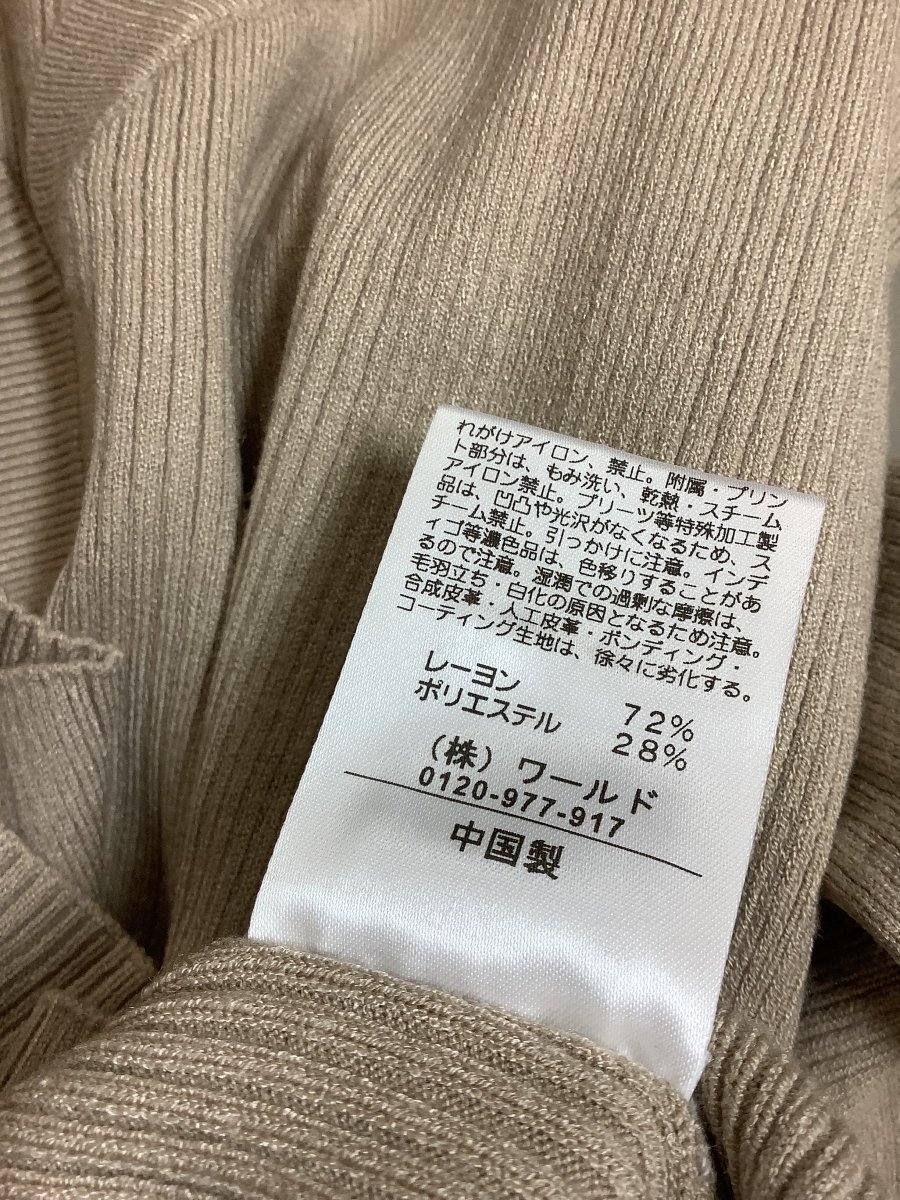 れがけアイロン、禁止。附属・プリン
ト部分は、もみ洗い、乾熱・スチーム
アイロン禁止。プリーツ等特殊加工製
品は、凹凸や光沢がなくなるため、ス
チーム禁止。引っかけに注意。インデ
ィゴ等濃色品は、色移りすることがあ
るので注意。湿潤での過剰な摩擦は、
毛羽立ち・白化の原因となるため注意。
合成皮革・人工皮革・ボンディング・
コーティング生地は、徐々に劣化する。
レーヨン 72%
ポリエステル 28%
(株)ワールド
0120-977-917
中国製